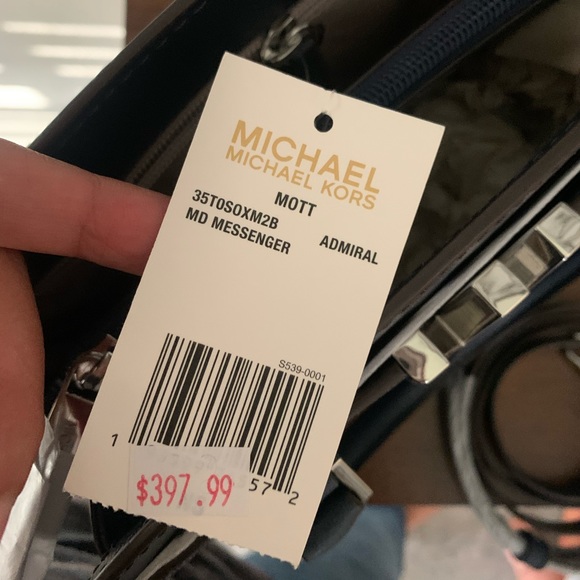 MICHAEL
MICHAEL KORS
MOTT
35T0SOXM2B
MD MESSENGER ADMIRAL
S539-0001
1 57 2
$397.99